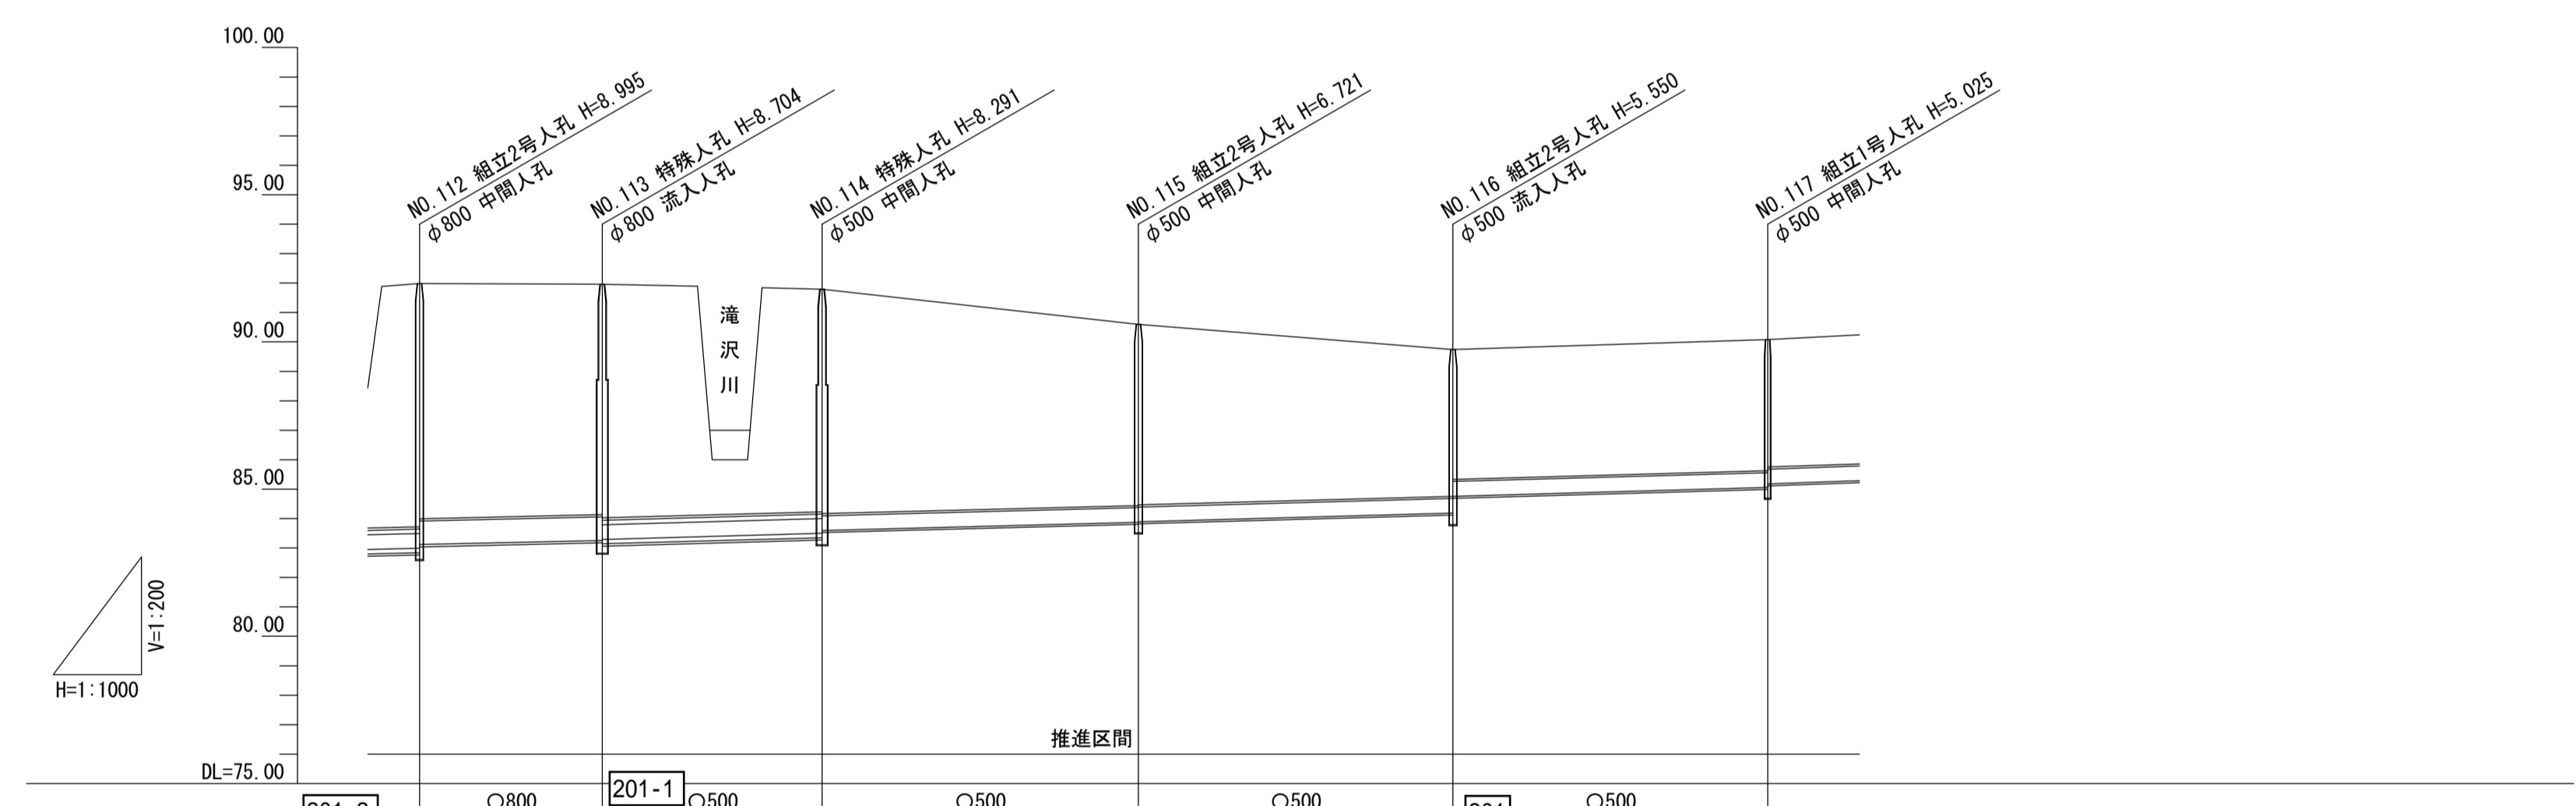 100.00
95.00
90.00
85.00
80.00
DL=75.00
NO.112 組立2号人孔 H=8.995
φ800 中間人孔
NO.113 特殊人孔 H=8.704
φ800 流入人孔
NO.114 特殊人孔 H=8.291
φ500 中間人孔
NO.115 組立2号人孔 H=6.721
φ500 中間人孔
NO.116 組立2号人孔 H=5.550
φ500 流入人孔
NO.117 組立1号人孔 H=5.025
φ500 中間人孔
滝
沢
川
V=1:200
H=1:1000
推進区間
201-1
○800
○500
○500
○500
○500